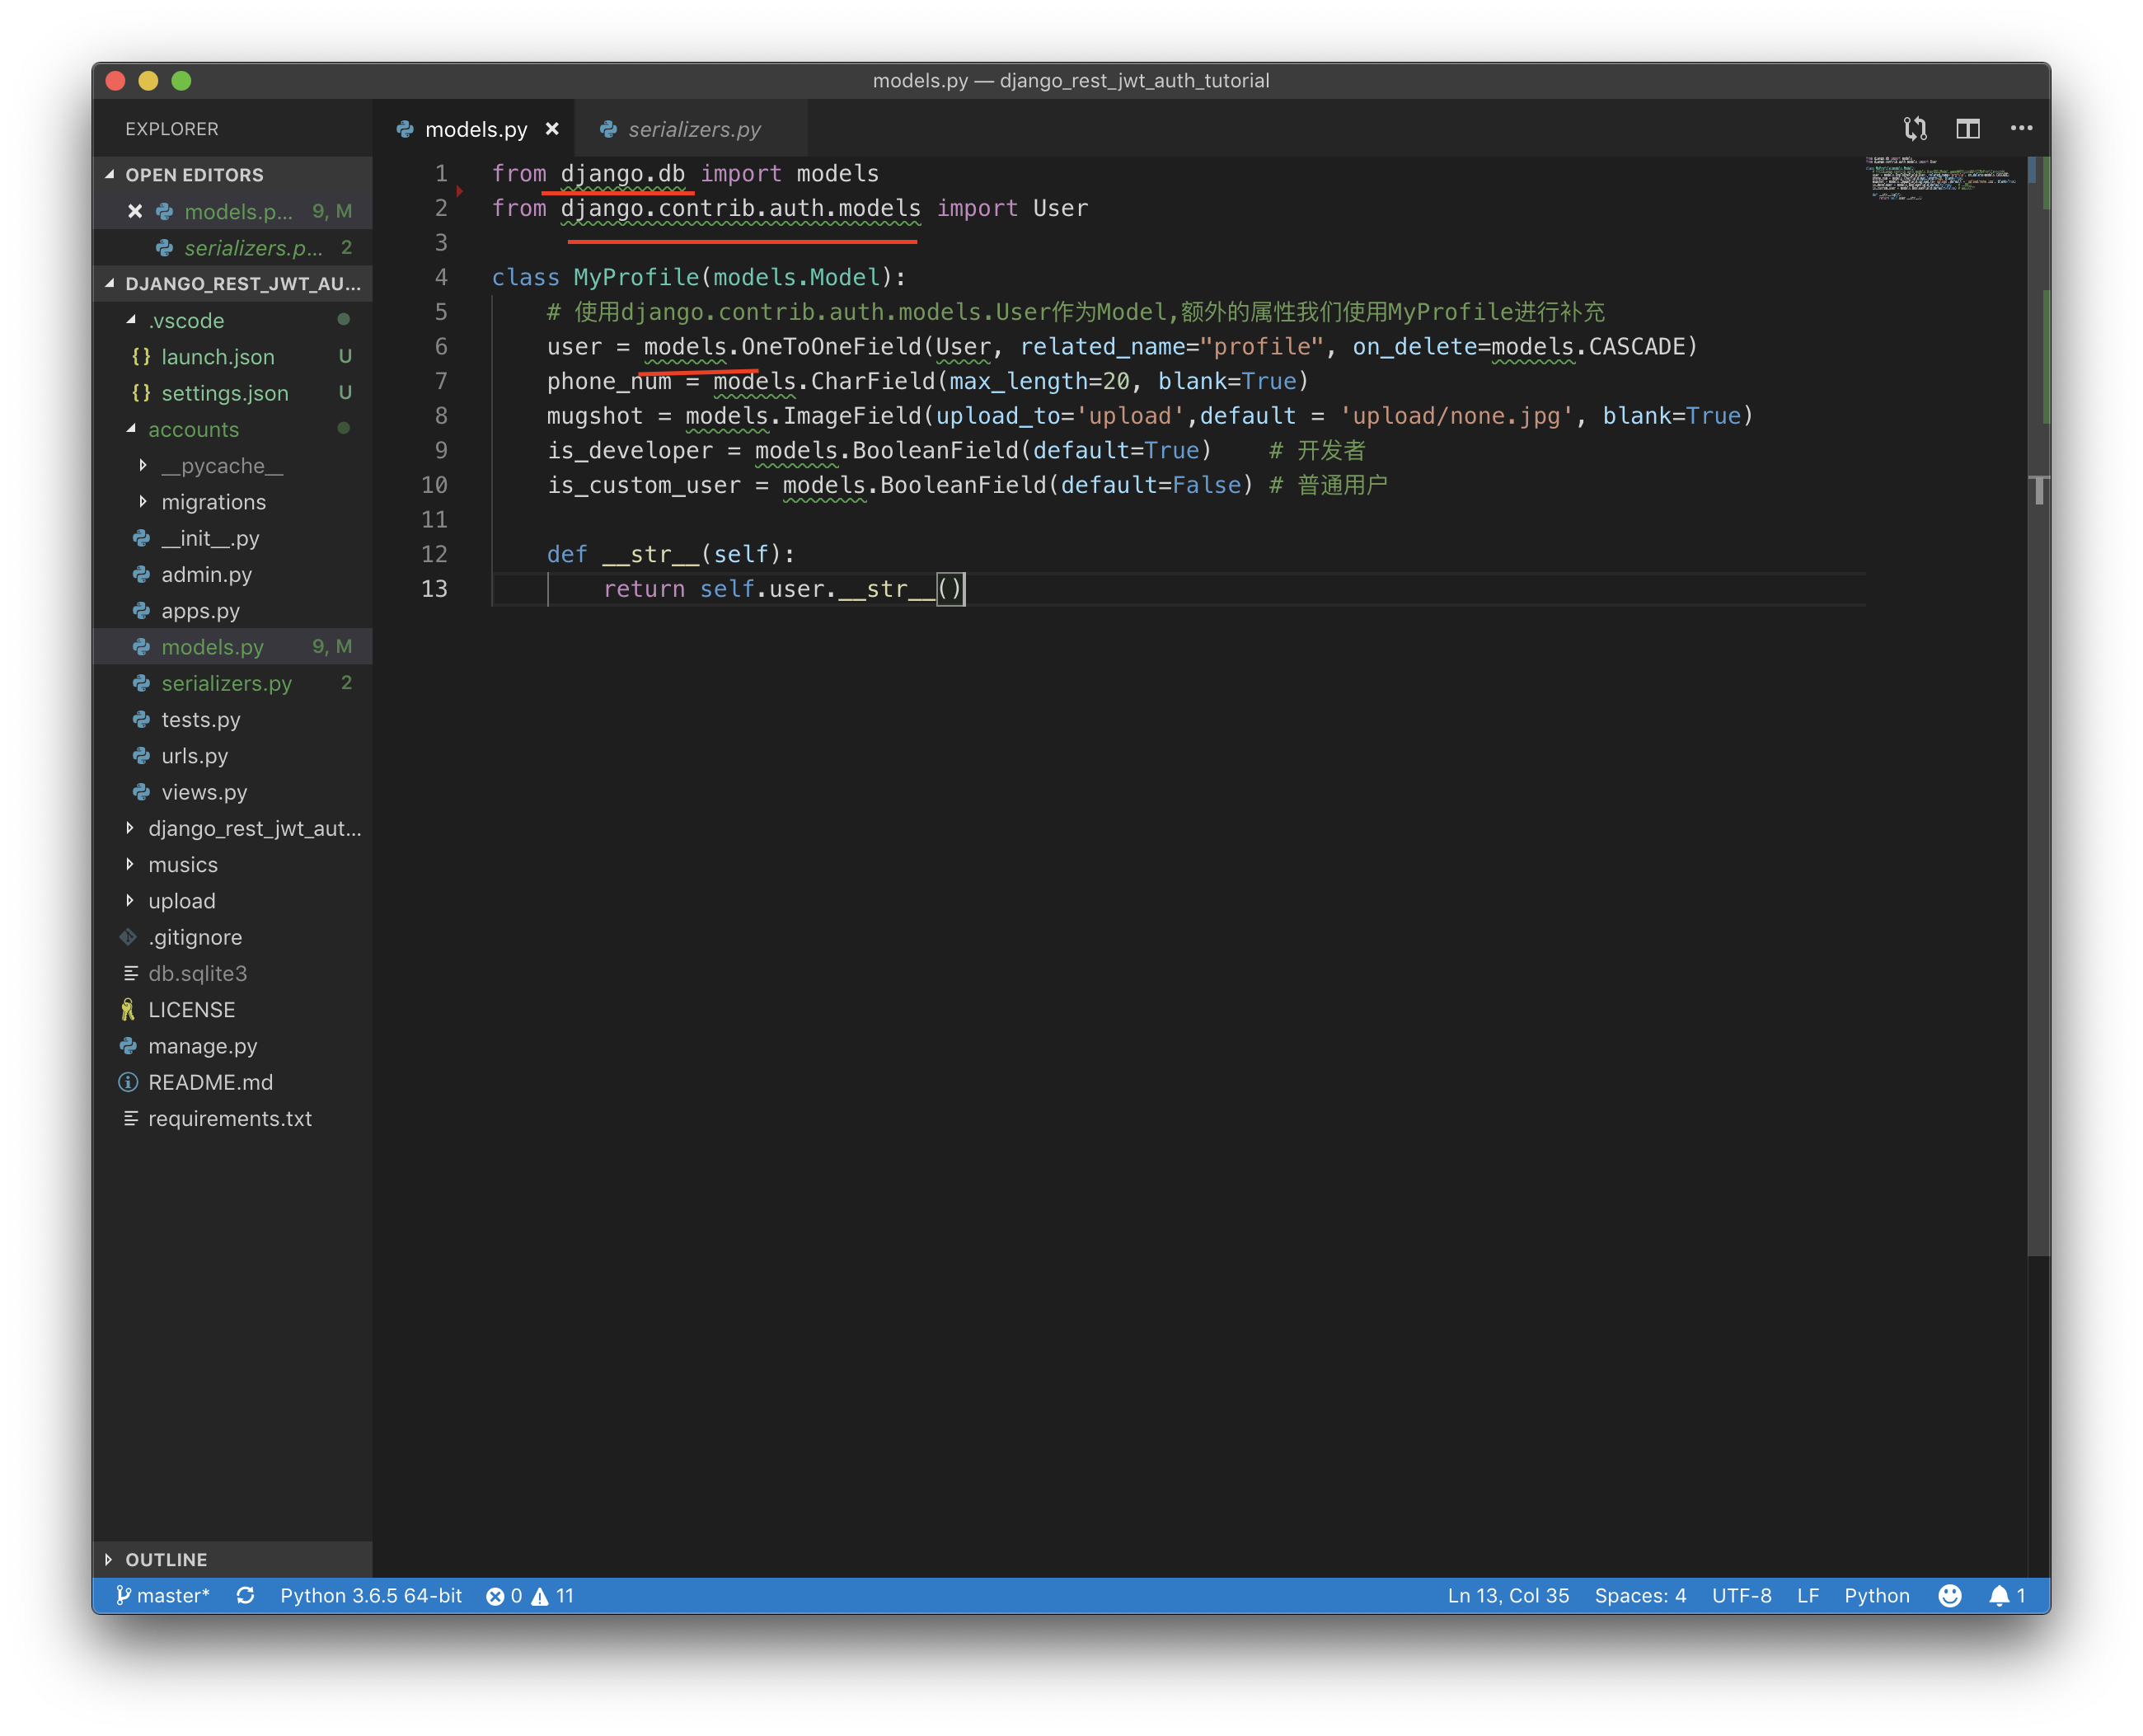 models.py — django_rest_jwt_auth_tutorial
EXPLORER
OPEN EDITORS
models.p... 9, M
serializers.p... 2
DJANGO_REST_JWT_AU...
.vscode
{} launch.json U
{} settings.json U
accounts
__pycache__
migrations
__init__.py
admin.py
apps.py
models.py 9, M
serializers.py 2
tests.py
urls.py
views.py
django_rest_jwt_aut...
musics
upload
.gitignore
db.sqlite3
LICENSE
manage.py
README.md
requirements.txt
OUTLINE
models.py
serializers.py
1 from django.db import models
2 from django.contrib.auth.models import User
3
4 class MyProfile(models.Model):
5 # 使用django.contrib.auth.models.User作为Model,额外的属性我们使用MyProfile进行补充
6 user = models.OneToOneField(User, related_name="profile", on_delete=models.CASCADE)
7 phone_num = models.CharField(max_length=20, blank=True)
8 mugshot = models.ImageField(upload_to='upload',default = 'upload/none.jpg', blank=True)
9 is_developer = models.BooleanField(default=True) # 开发者
10 is_custom_user = models.BooleanField(default=False) # 普通用户
11
12 def __str__(self):
13 return self.user.__str__()
master* Python 3.6.5 64-bit 0 11 Ln 13, Col 35 Spaces: 4 UTF-8 LF Python 1